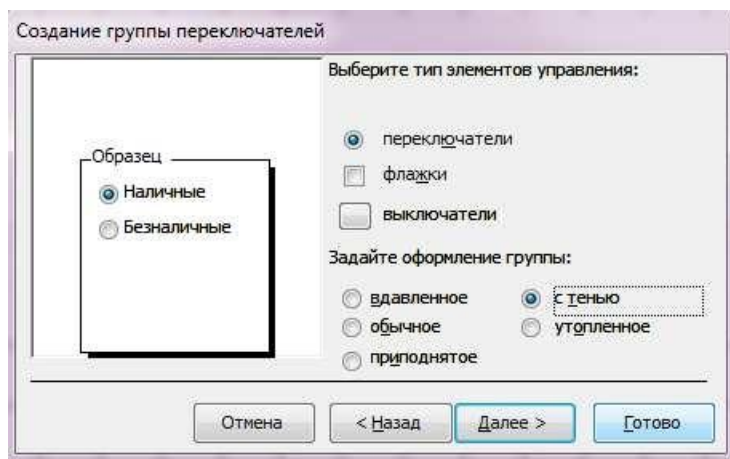 Создание группы переключателей
Выберите тип элементов управления:
Образец
Наличные
Безналичные
переключатели
флажки
выключатели
Задайте оформление группы:
вдавленное
с тенью
обычное
утопленное
приподнятое
Отмена
< Назад
Далее >
Готово